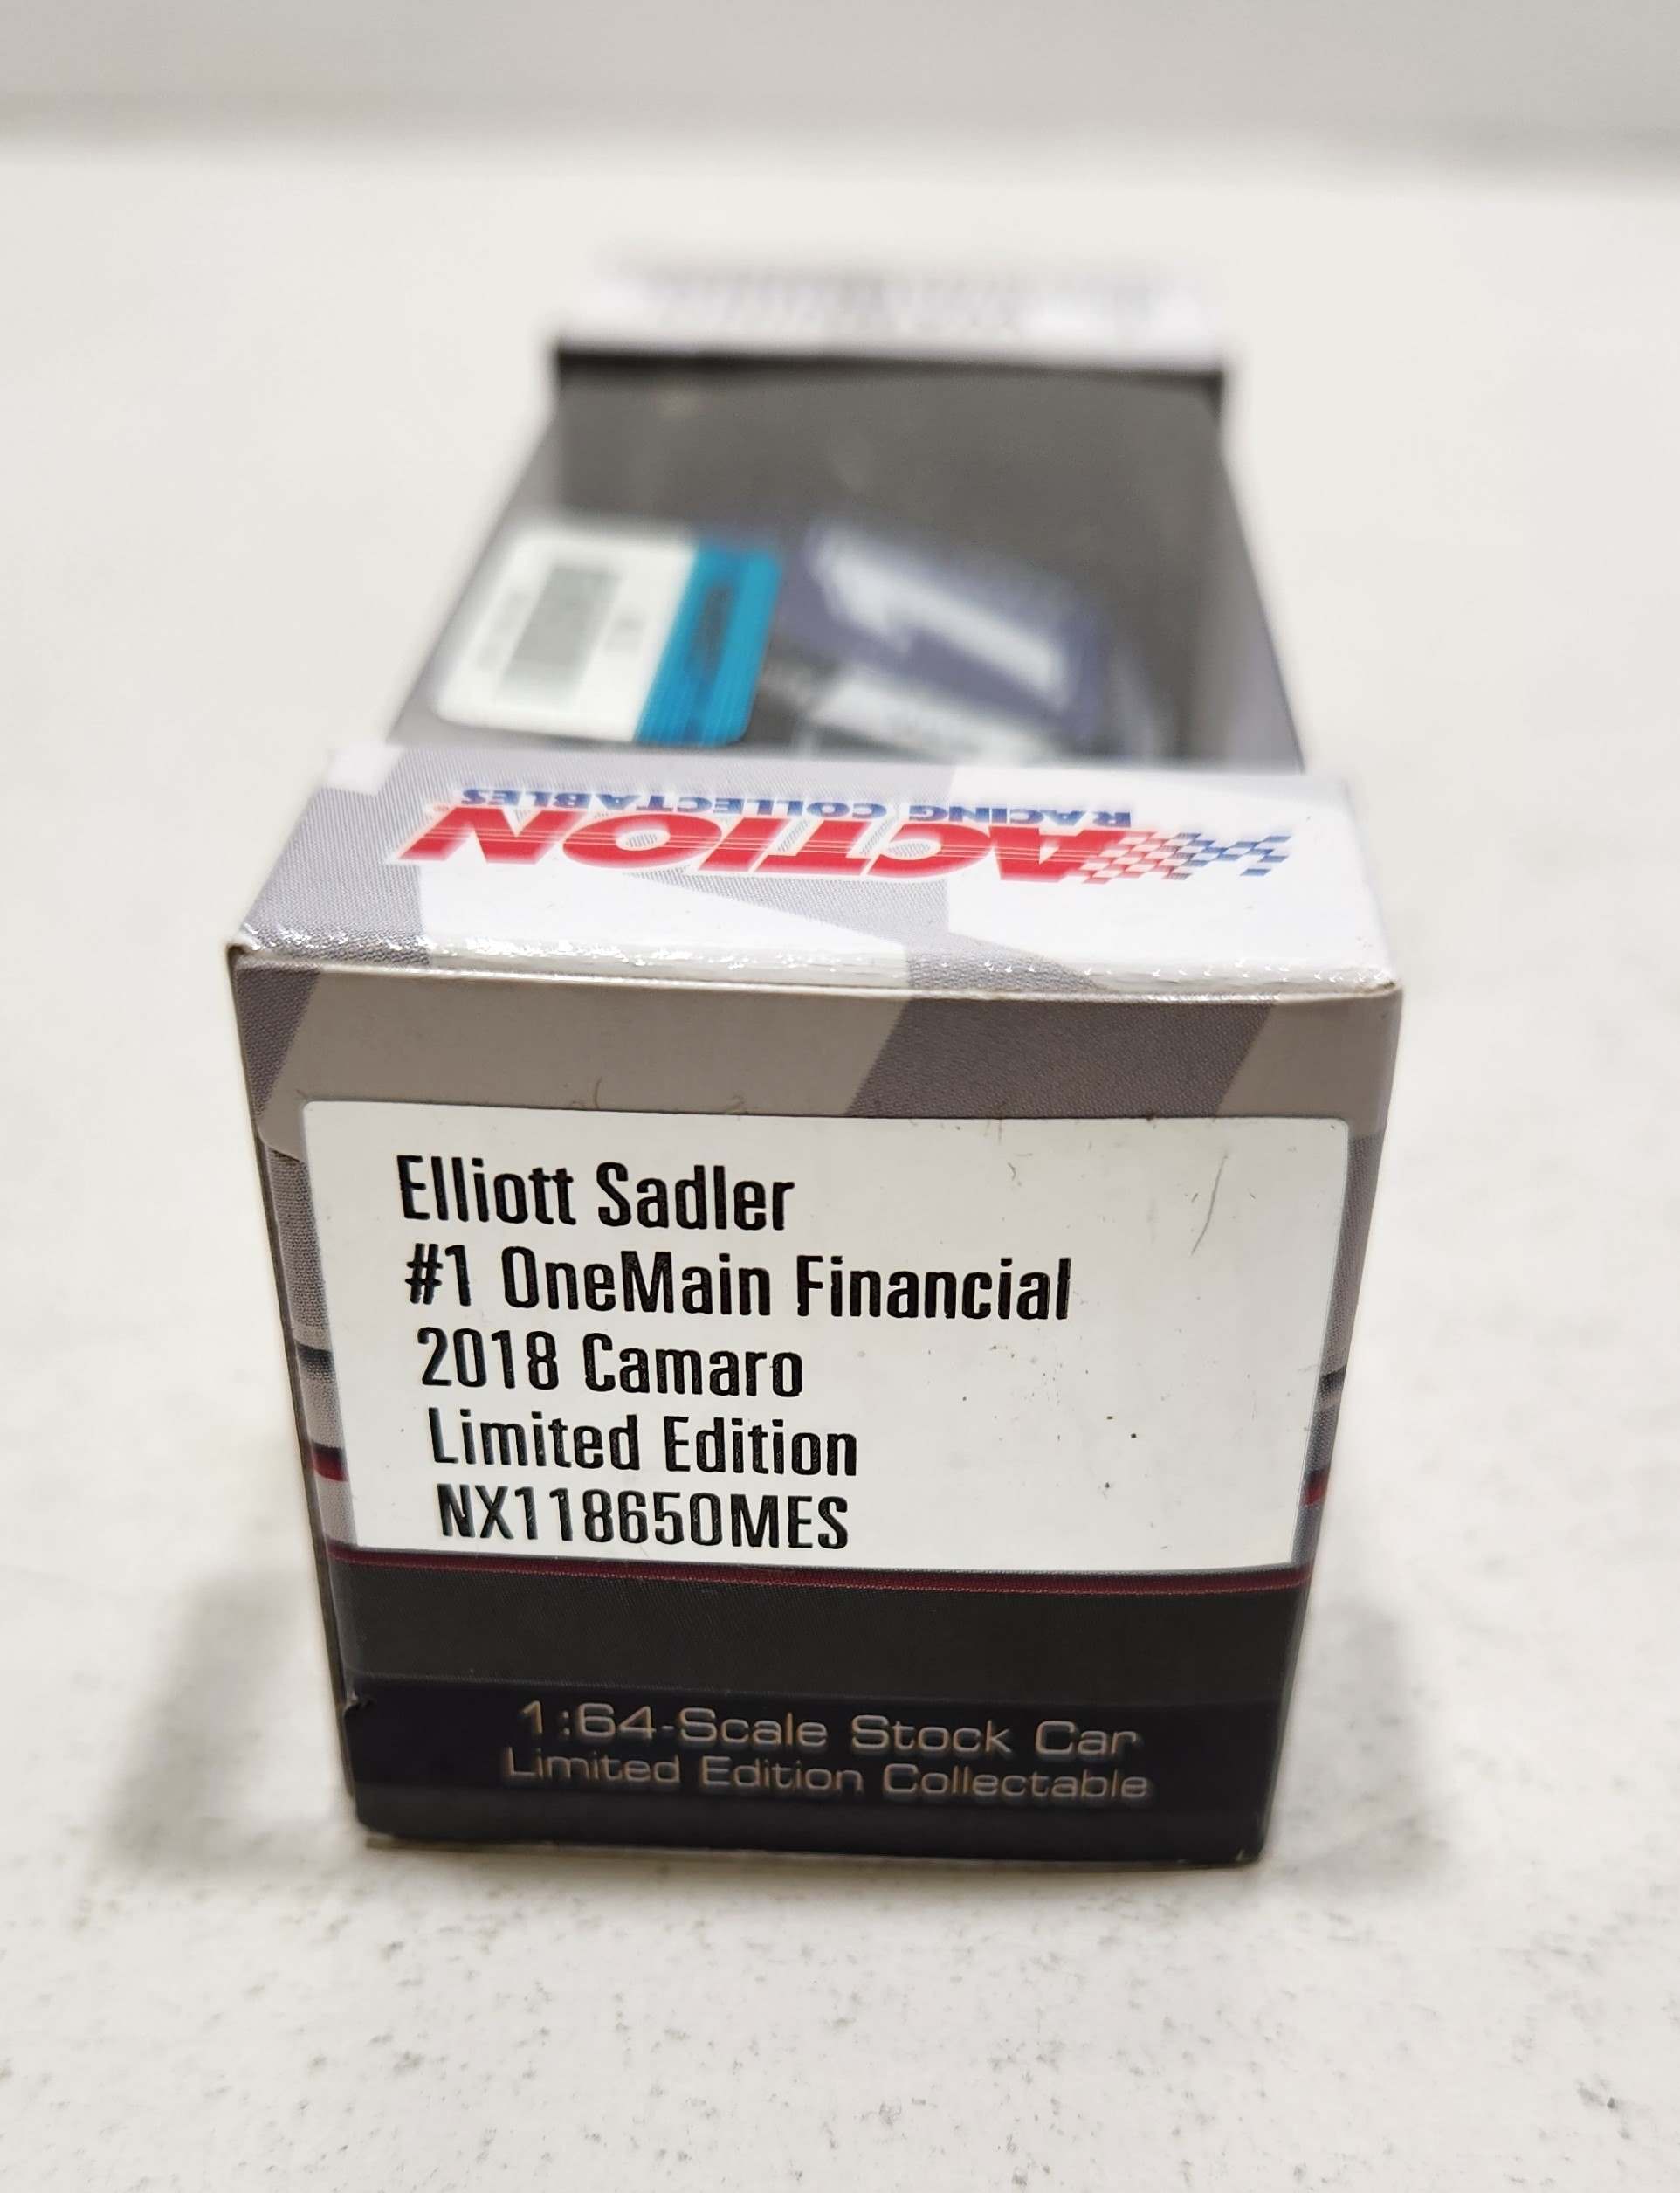 RACING COLLECTABLES
ACTION
1
Elliott Sadler
#1 OneMain Financial
2018 Camaro
Limited Edition
NX118650MES
1:64-Scale Stock Car
Limited Edition Collectable